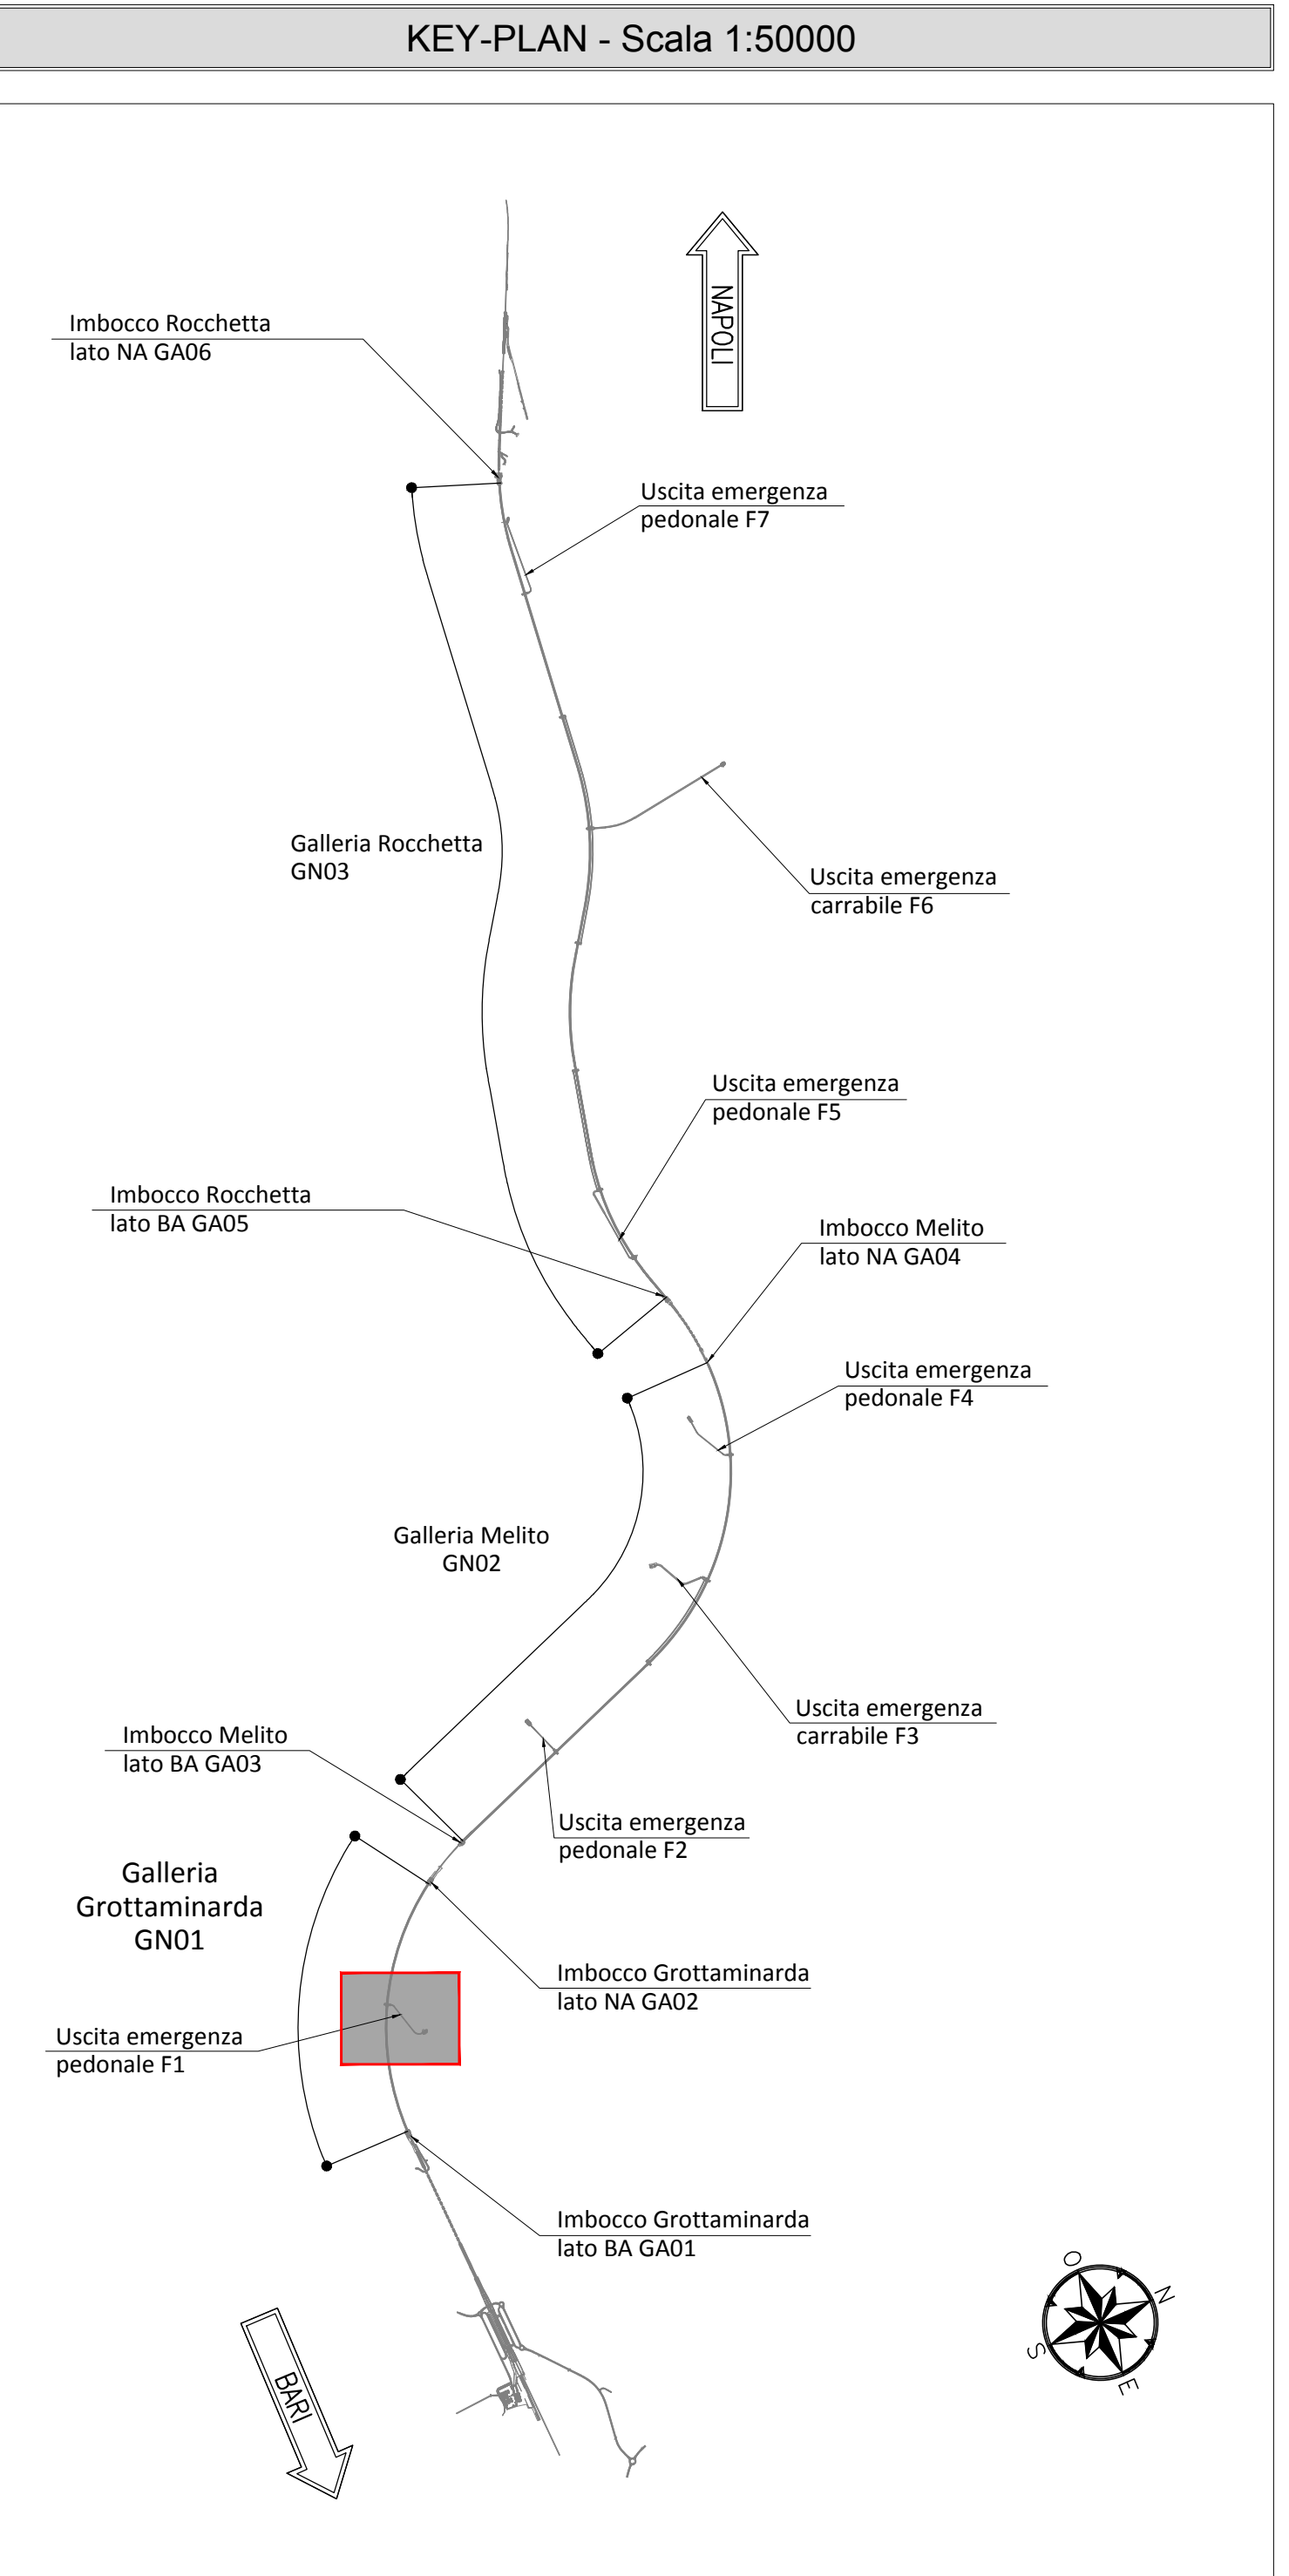 KEY-PLAN - Scala 1:50000
NAPOLI
Imbocco Rocchetta
lato NA GA06
Uscita emergenza
pedonale F7
Galleria Rocchetta
GN03
Uscita emergenza
carrabile F6
Uscita emergenza
pedonale F5
Imbocco Rocchetta
lato BA GA05
Imbocco Melito
lato NA GA04
Uscita emergenza
pedonale F4
Galleria Melito
GN02
Uscita emergenza
carrabile F3
Imbocco Melito
lato BA GA03
Uscita emergenza
pedonale F2
Galleria
Grottaminarda
GN01
Imbocco Grottaminarda
lato NA GA02
Uscita emergenza
pedonale F1
Imbocco Grottaminarda
lato BA GA01
O
N
S
E
BARI